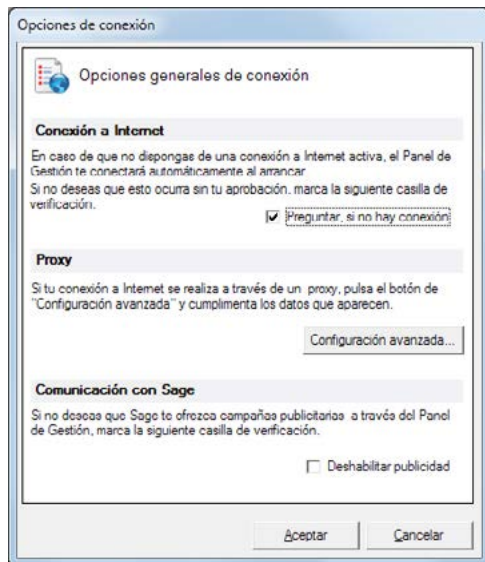 Opciones de conexión
Opciones generales de conexión
Conexión a Internet
En caso de que no dispongas de una conexión a Internet activa, el Panel de
Gestión te conectará automáticamente al arrancar
Si no deseas que esto ocurra sin tu aprobación, marca la siguiente casilla de
verificación.
Preguntar, si no hay conexión
Proxy
Si tu conexión a Internet se realiza a través de un proxy, pulsa el botón de
"Configuración avanzada" y cumplimenta los datos que aparecen.
Configuración avanzada...
Comunicación con Sage
Si no deseas que Sage te ofrezca campañas publicitarias a través del Panel
de Gestión, marca la siguiente casilla de verificación.
Deshabilitar publicidad
Aceptar
Cancelar